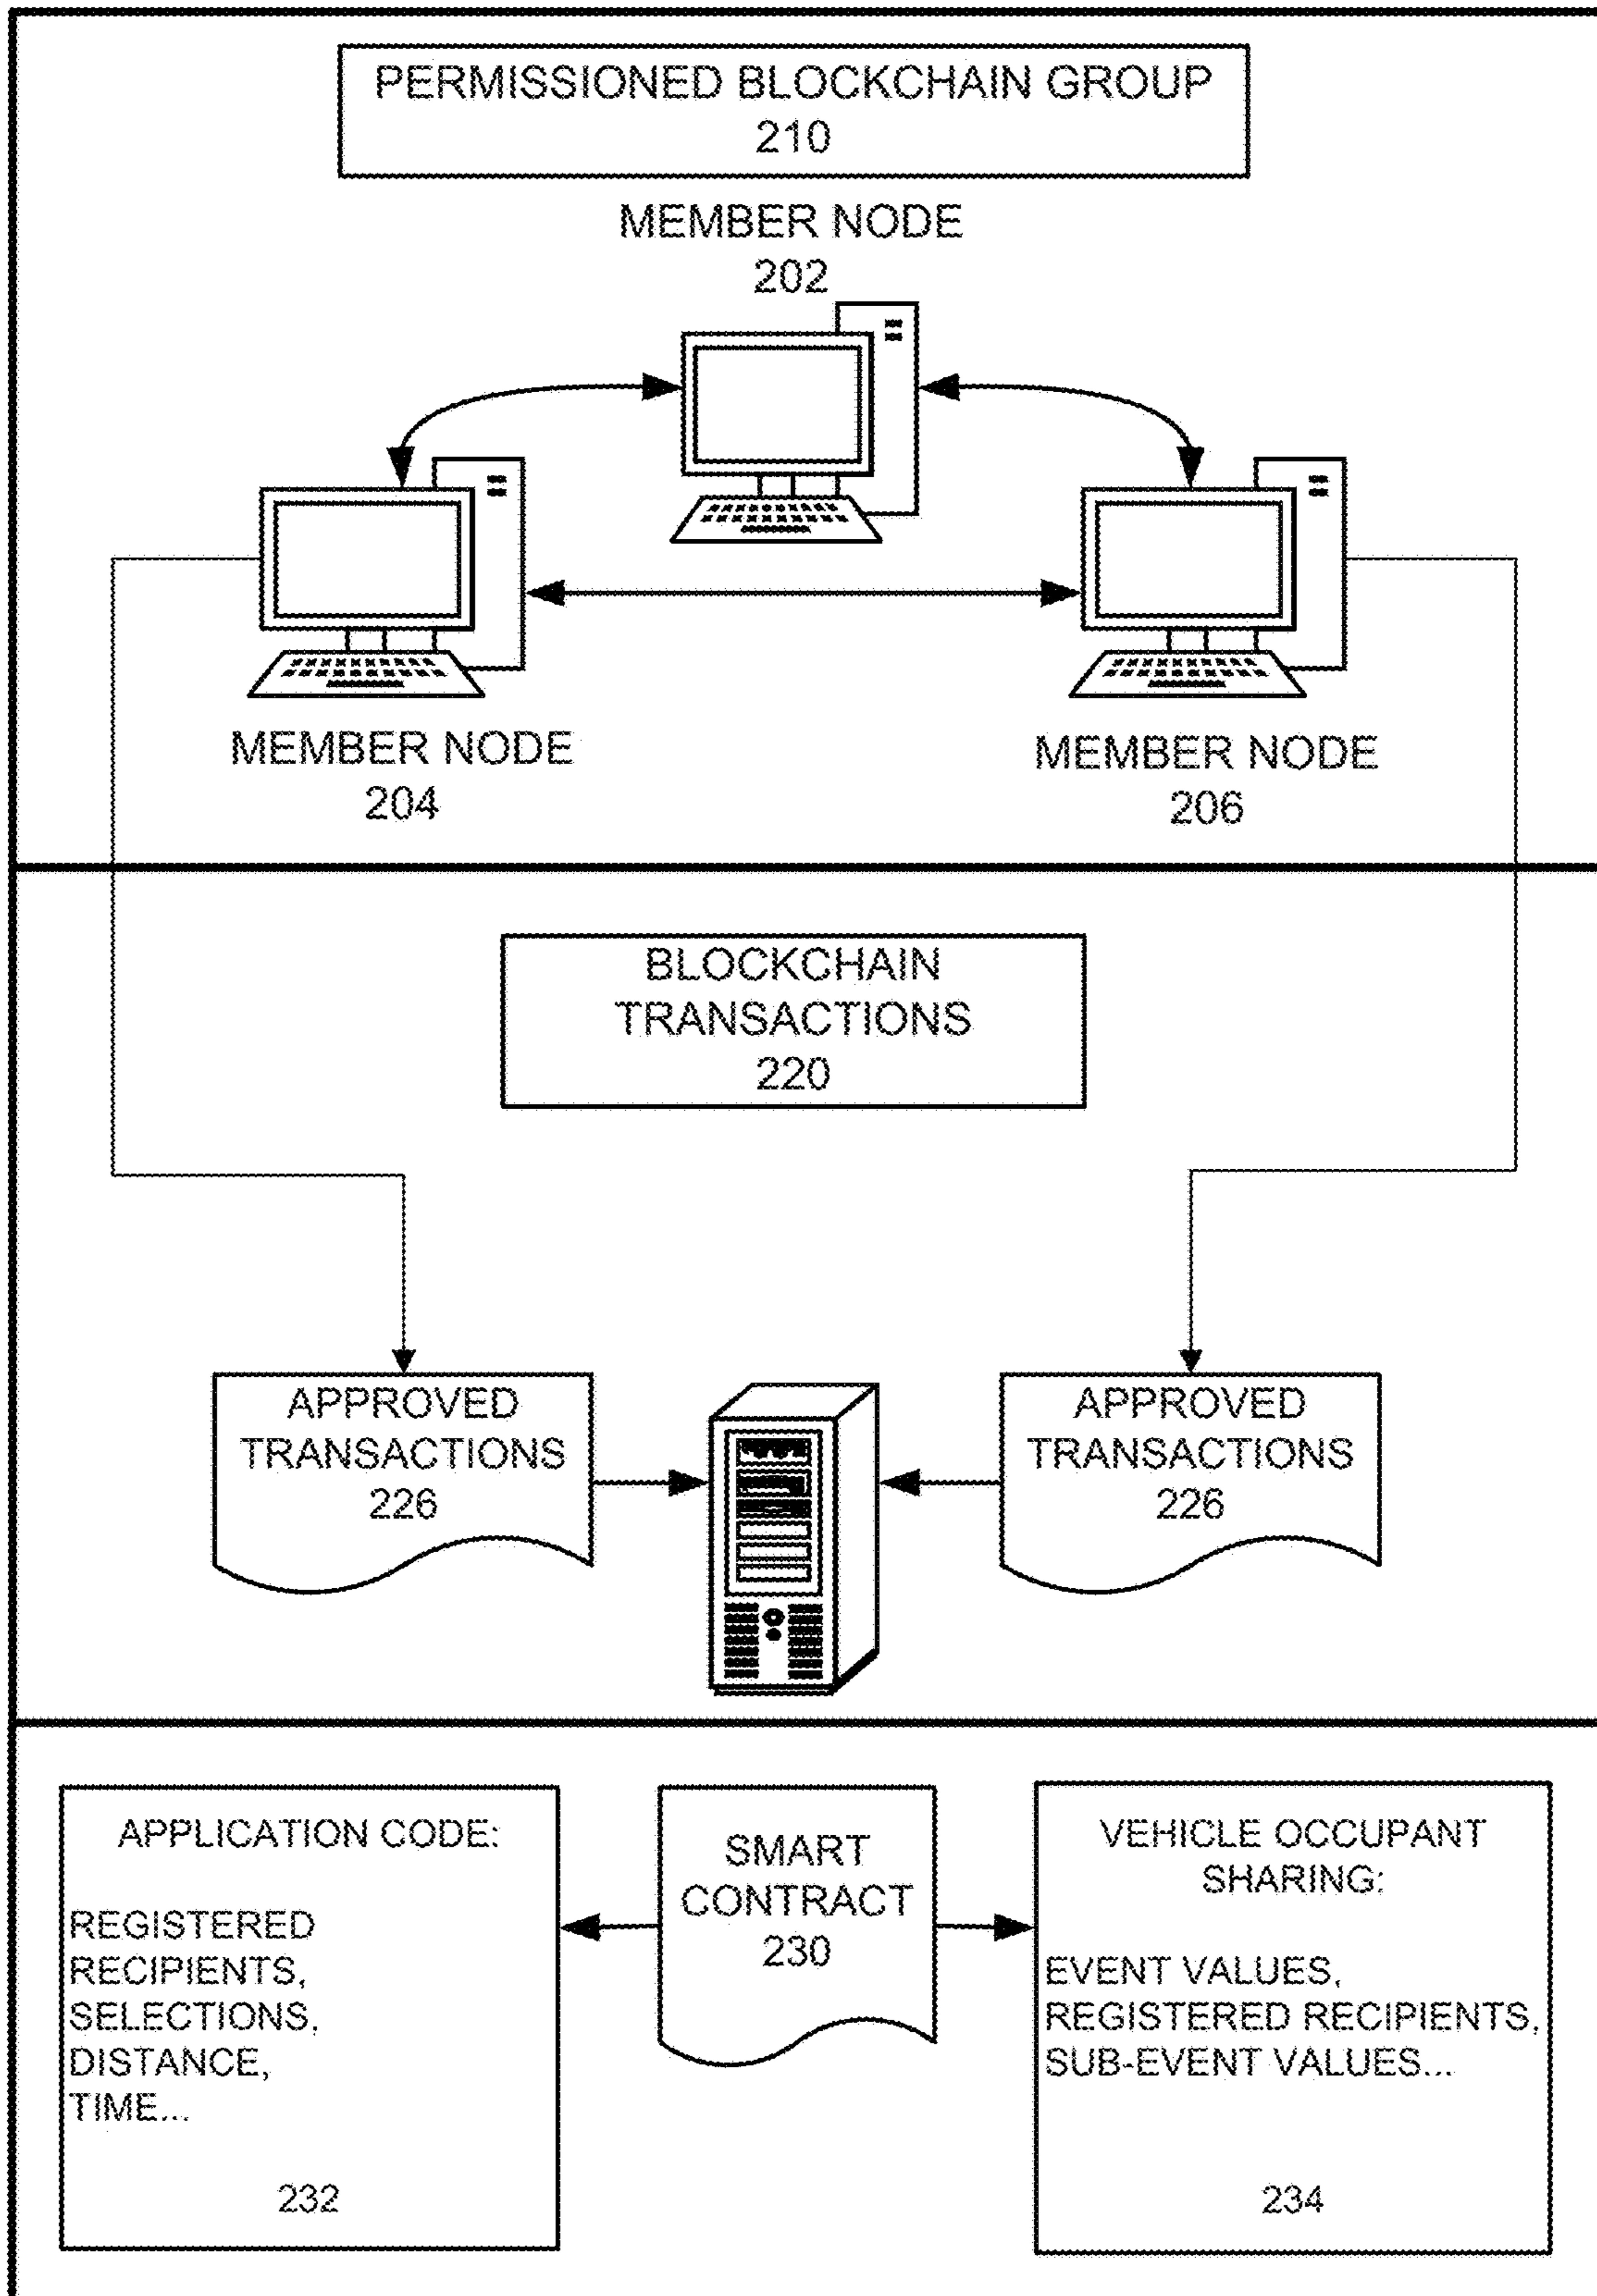 PERMISSIONED BLOCKCHAIN GROUP
210
MEMBER NODE
202
MEMBER NODE
204
MEMBER NODE
206
BLOCKCHAIN
TRANSACTIONS
220
APPROVED
TRANSACTIONS
226
APPROVED
TRANSACTIONS
226
APPLICATION CODE:
REGISTERED
RECIPIENTS,
SELECTIONS,
DISTANCE,
TIME...
232
SMART
CONTRACT
230
VEHICLE OCCUPANT
SHARING:
EVENT VALUES,
REGISTERED RECIPIENTS,
SUB-EVENT VALUES...
234